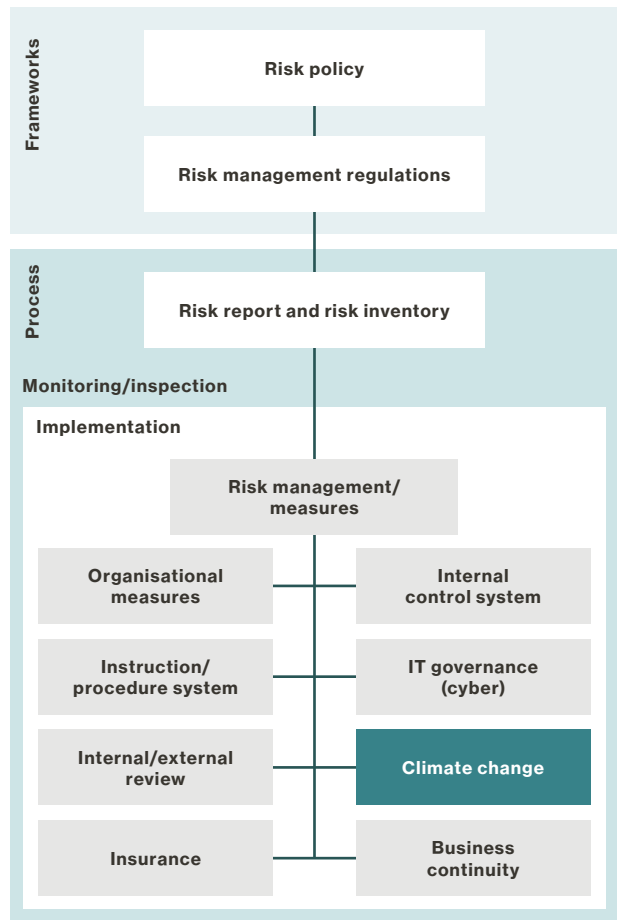 Frameworks
Risk policy
Risk management regulations
Process
Risk report and risk inventory
Monitoring/inspection
Implementation
Risk management/
measures
Organisational
measures
Internal
control system
Instruction/
procedure system
IT governance
(cyber)
Internal/external
review
Climate change
Insurance
Business
continuity